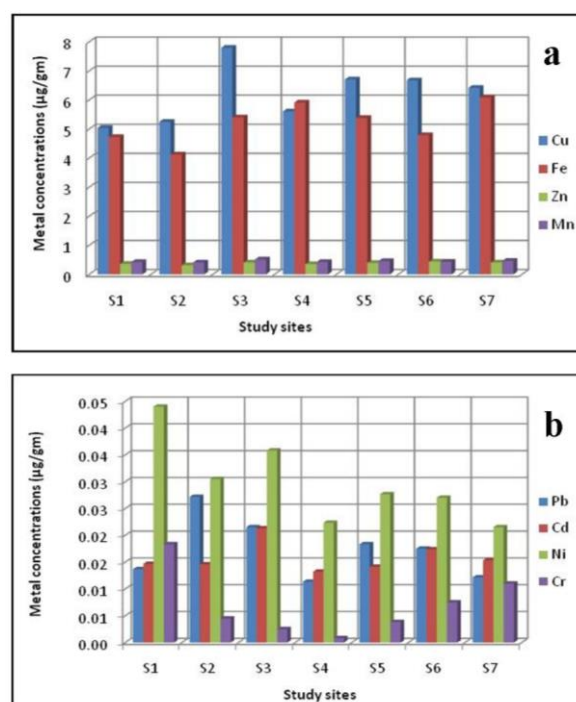 a
Metal concentrations (µg/gm)
8
7
6
5
4
3
2
1
0
S1 S2 S3 S4 S5 S6 S7
Study sites
Cu
Fe
Zn
Mn
b
Metal concentrations (µg/gm)
0.05
0.04
0.04
0.03
0.03
0.02
0.02
0.01
0.01
0.00
S1 S2 S3 S4 S5 S6 S7
Study sites
Pb
Cd
Ni
Cr